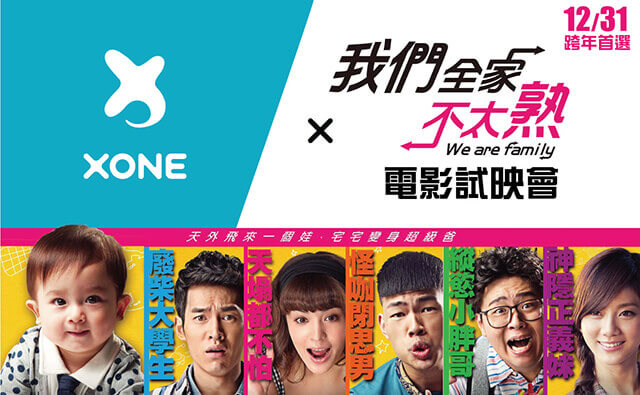 12/31
跨年首選
XONE
×
我們全家
不太熟
We are family
電影試映會
天外飛來一個娃．宅宅變身超級爸
廢柴大學生
天塌都不怕
怪咖閉思男
縱慾小胖哥
神隱正義妹